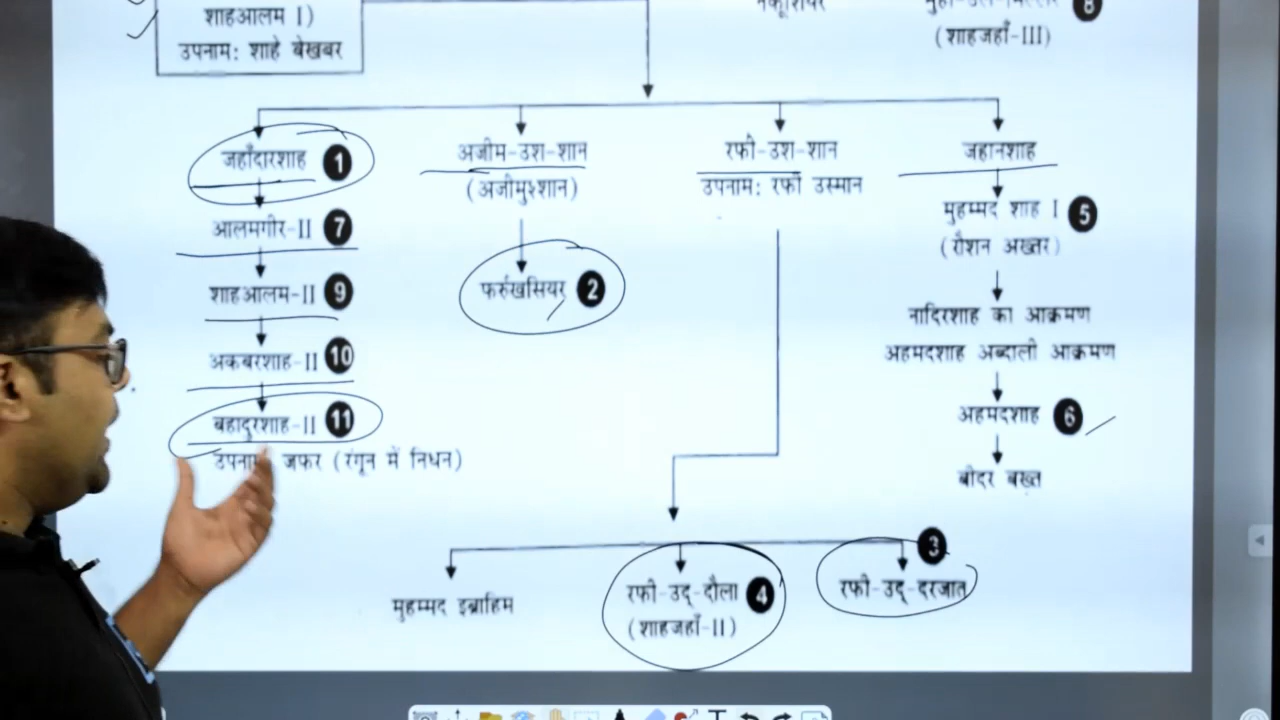 शाहआलम I)
उपनाम: शाहे बेखबर
8
(शाहजहाँ-III)
जहाँदारशाह 1
अजीम-उश-शान
(अजीमुश्शान)
रफी-उश-शान
उपनाम: रफी उस्मान
जहानशाह
आलमगीर-II 7
शाहआलम-II 9
अकबरशाह-II 10
बहादुरशाह-II 11
जफर (रंगून में निधन)
फर्रुखसियर 2
मुहम्मद शाह I 5
(रौशन अख्तर)
नादिरशाह का आक्रमण
अहमदशाह अब्दाली आक्रमण
अहमदशाह 6
बीदर बख्त
मुहम्मद इब्राहिम
रफी-उद्-दौला 4
(शाहजहाँ-II)
3
रफी-उद्-दरजात